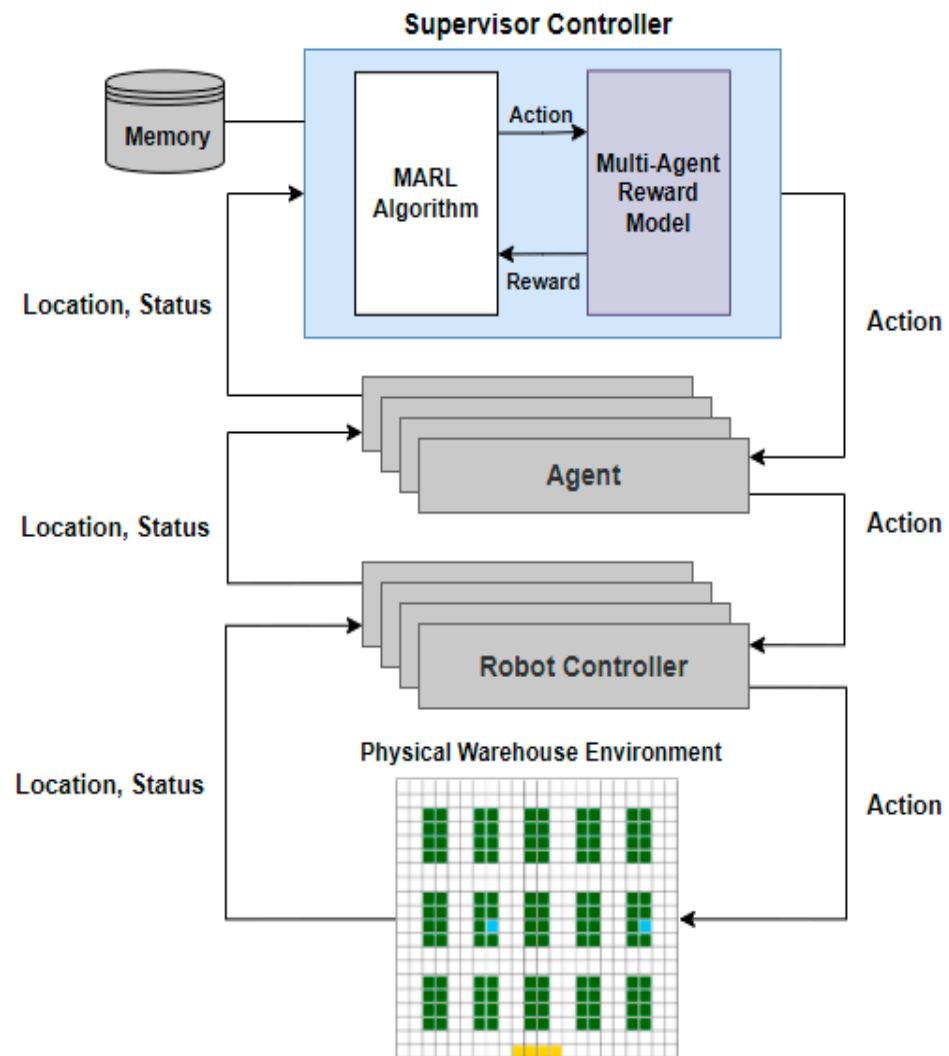 Supervisor Controller
Memory
MARL
Algorithm
Action
Reward
Multi-Agent
Reward
Model
Location, Status
Action
Agent
Location, Status
Action
Robot Controller
Physical Warehouse Environment
Location, Status
Action